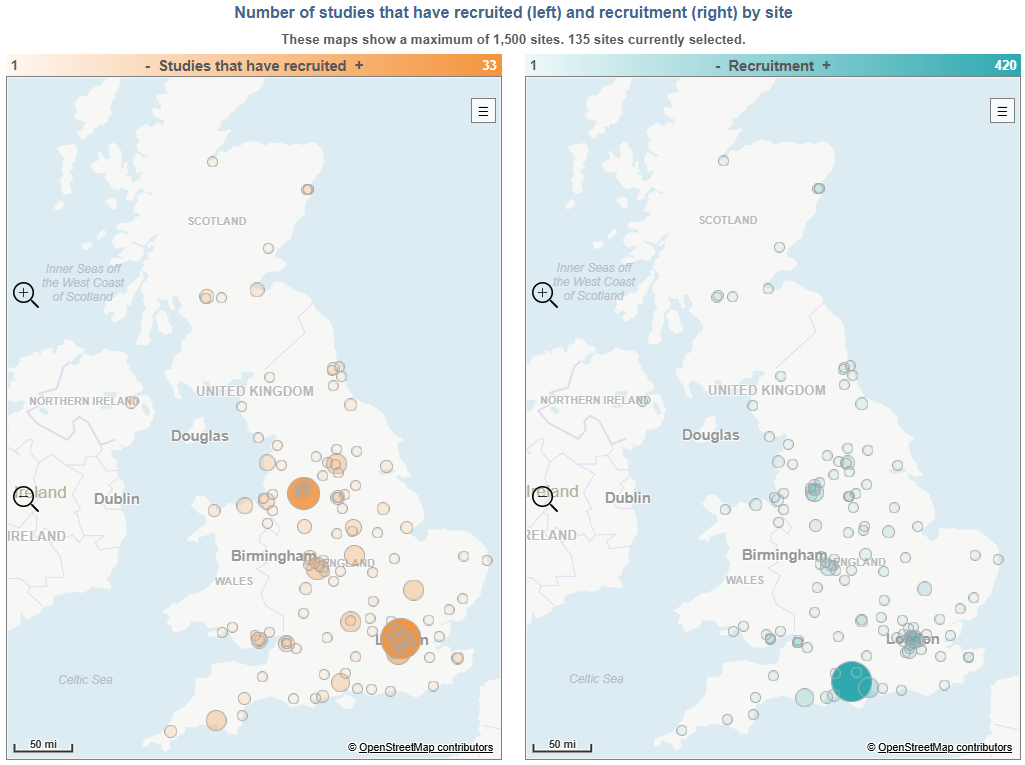 Number of studies that have recruited (left) and recruitment (right) by site
These maps show a maximum of 1,500 sites. 135 sites currently selected.
1 - Studies that have recruited + 33
SCOTLAND
Inner Seas off
the West Coast
of Scotland
UNITED KINGDOM
NORTHERN IRELAND
Douglas
Ireland
Dublin
IRELAND
Birmingham
ENGLAND
WALES
London
Celtic Sea
50 mi
© OpenStreetMap contributors
1 - Recruitment + 420
SCOTLAND
Inner Seas off
the West Coast
of Scotland
UNITED KINGDOM
NORTHERN IRELAND
Douglas
Ireland
Dublin
IRELAND
Birmingham
ENGLAND
WALES
London
Celtic Sea
50 mi
© OpenStreetMap contributors